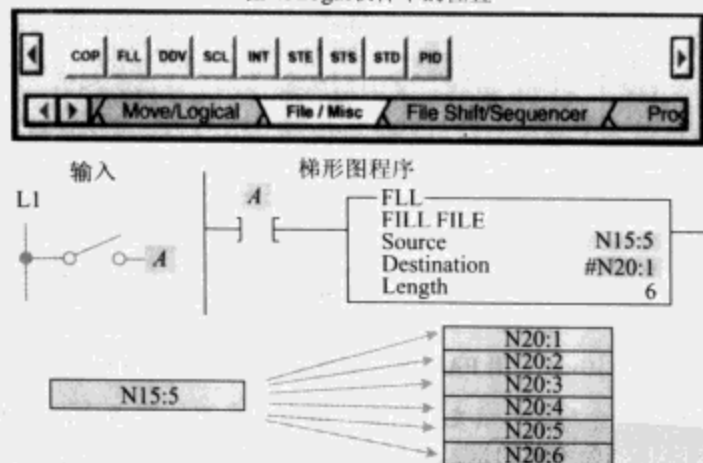 COP FLL DDV SCL INT STE STS STD PID
Move/Logical File / Misc File Shift/Sequencer
输入
梯形图程序
L1
A
A
FLL
FILL FILE
Source N15:5
Destination #N20:1
Length 6
N15:5
N20:1
N20:2
N20:3
N20:4
N20:5
N20:6